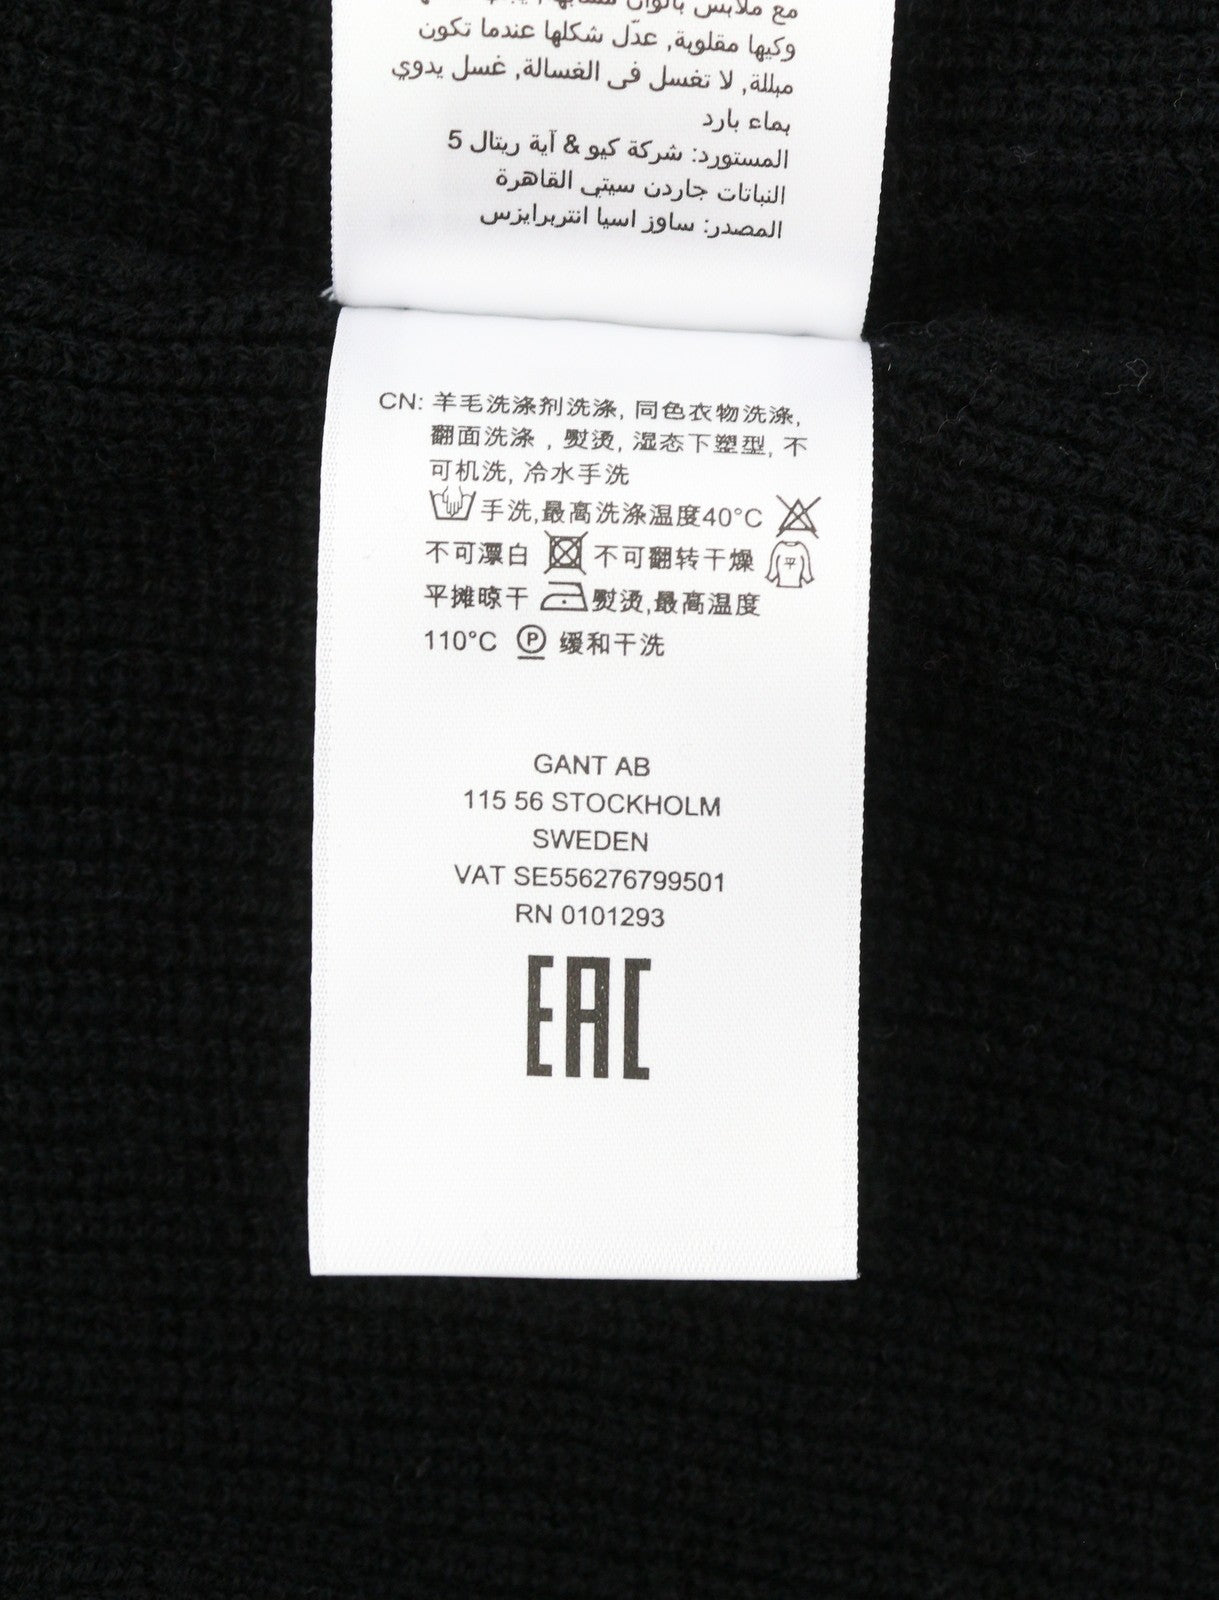 مع ملابس بألوان مشابهة
وكيها مقلوبة, عدّل شكلها عندما تكون
مبللة, لا تغسل فى الغسالة, غسل يدوي
بماء بارد
المستورد: شركة كيو & آية ريتال 5
النباتات جاردن سيتي القاهرة
المصدر: ساوز اسيا انتربرايزس
CN: 羊毛洗涤剂洗涤, 同色衣物洗涤,
翻面洗涤 , 熨烫, 湿态下塑型, 不
可机洗, 冷水手洗
手洗,最高洗涤温度40°C
不可漂白 不可翻转干燥 平
平摊晾干 熨烫,最高温度
110°C P 缓和干洗
GANT AB
115 56 STOCKHOLM
SWEDEN
VAT SE556276799501
RN 0101293
EAC